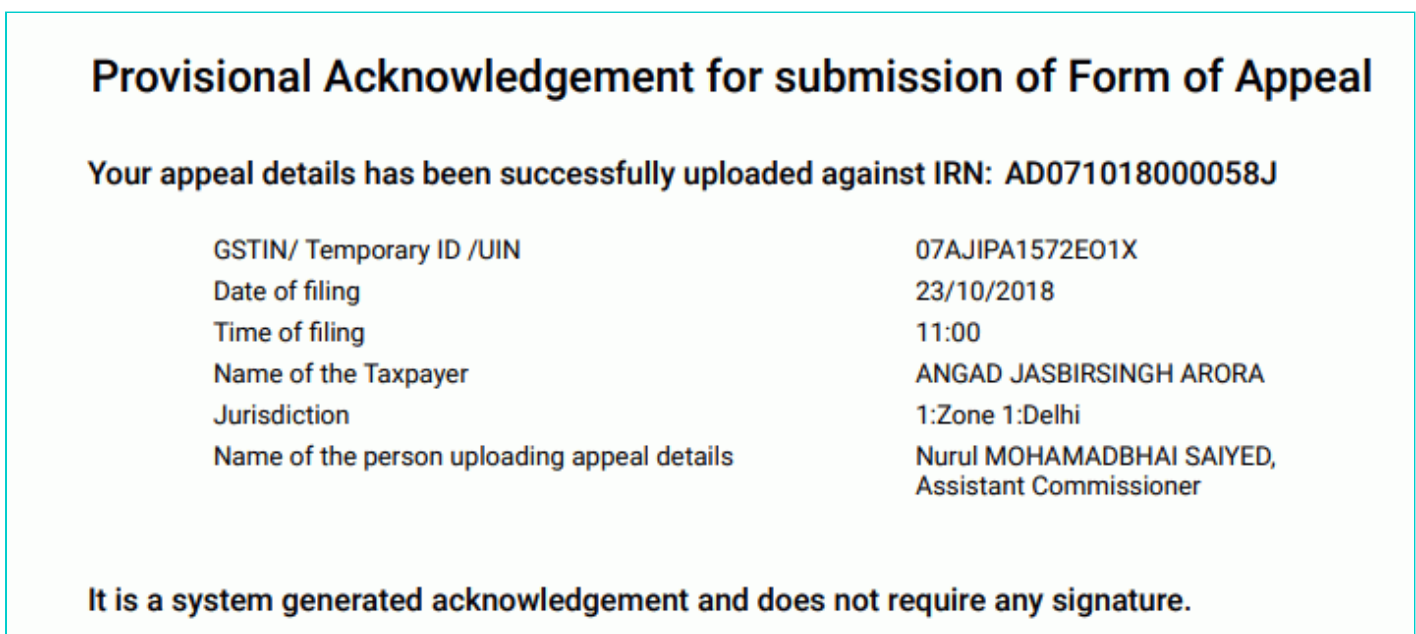 Provisional Acknowledgement for submission of Form of Appeal
Your appeal details has been successfully uploaded against IRN: AD071018000058J
GSTIN/ Temporary ID /UIN 07AJIPA1572EO1X
Date of filing 23/10/2018
Time of filing 11:00
Name of the Taxpayer ANGAD JASBIRSINGH ARORA
Jurisdiction 1:Zone 1:Delhi
Name of the person uploading appeal details Nurul MOHAMADBHAI SAIYED,
Assistant Commissioner
It is a system generated acknowledgement and does not require any signature.